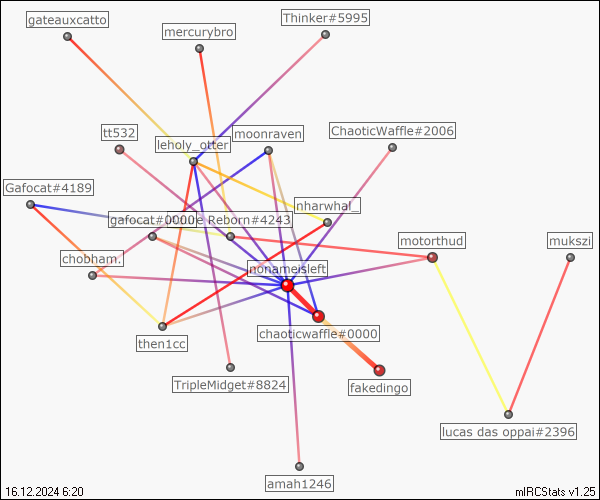 gateauxcatto
Thinker#5995
mercurybro
tt532
moonraven
ChaoticWaffle#2006
leholy_otter
Gafocat#4189
nharwhal_
gafocat#0000
Reborn#4243
motorthud
mukszi
chobham.
nonameisleft
then1cc
chaoticwaffle#0000
TripleMidget#8824
fakedingo
lucas das oppai#2396
amah1246
16.12.2024 6:20
mIRCStats v1.25